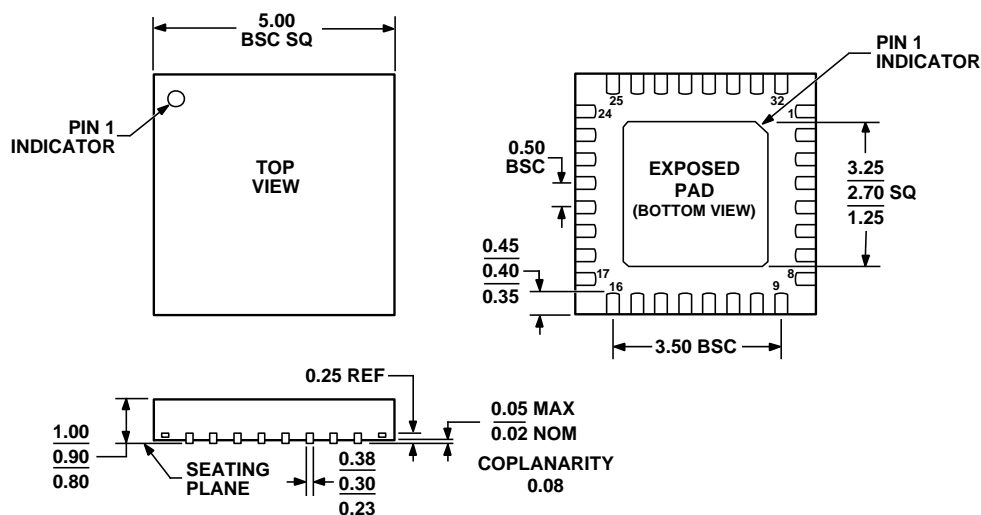 5.00
BSC SQ
PIN 1
INDICATOR
TOP
VIEW
PIN 1
INDICATOR
25
32
24
1
0.50
BSC
EXPOSED
PAD
(BOTTOM VIEW)
3.25
2.70 SQ
1.25
0.45
0.40
0.35
17
8
16
9
3.50 BSC
0.25 REF
1.00
0.90
0.80
SEATING
PLANE
0.38
0.30
0.23
0.05 MAX
0.02 NOM
COPLANARITY
0.08